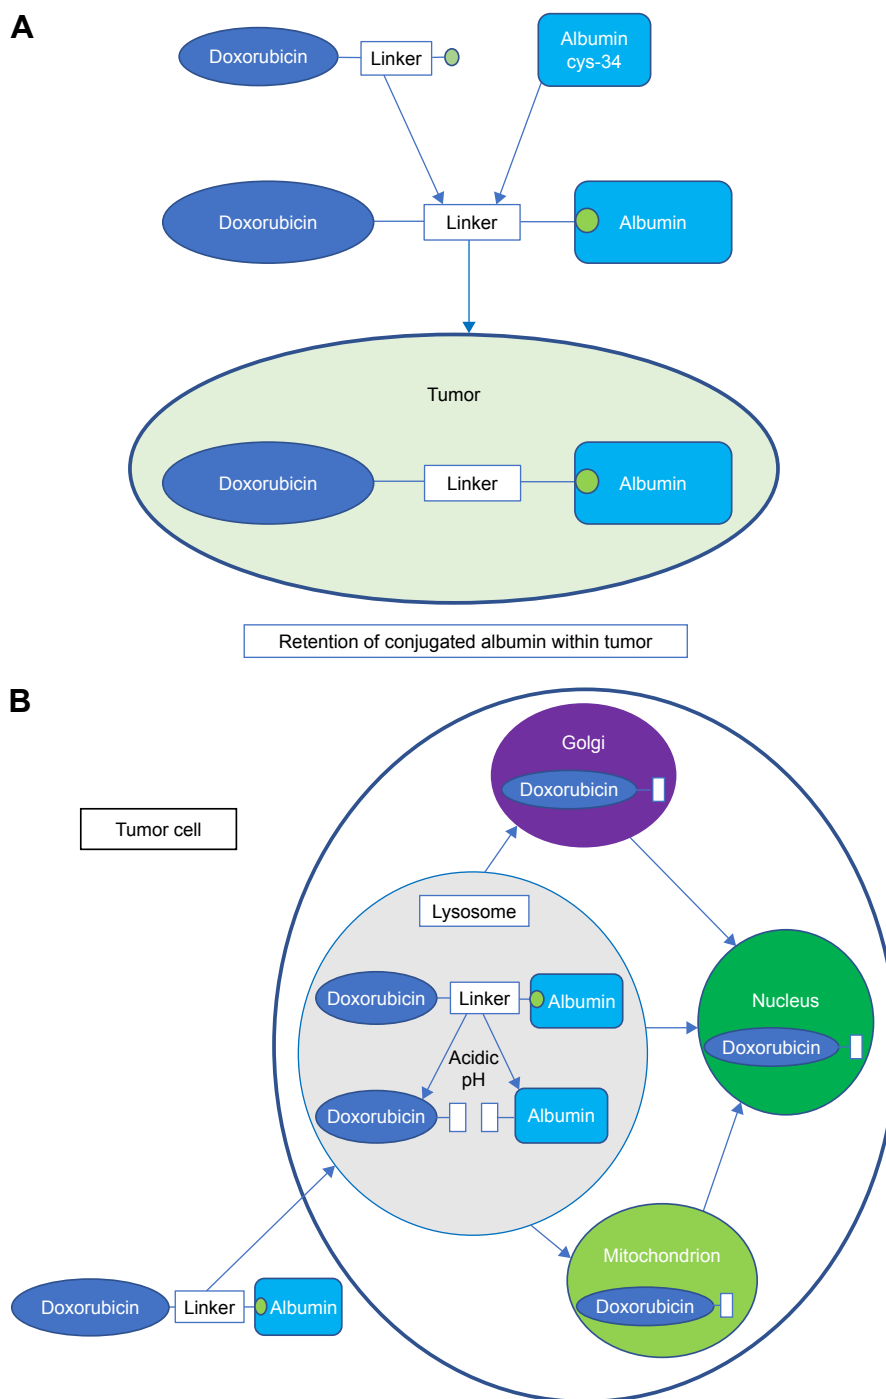 A
Doxorubicin
Linker
Albumin
cys-34
Doxorubicin
Linker
Albumin
Tumor
Doxorubicin
Linker
Albumin
Retention of conjugated albumin within tumor
B
Golgi
Doxorubicin
Tumor cell
Lysosome
Doxorubicin
Linker
Albumin
Nucleus
Doxorubicin
Acidic
pH
Doxorubicin
Albumin
Mitochondrion
Doxorubicin
Doxorubicin
Linker
Albumin